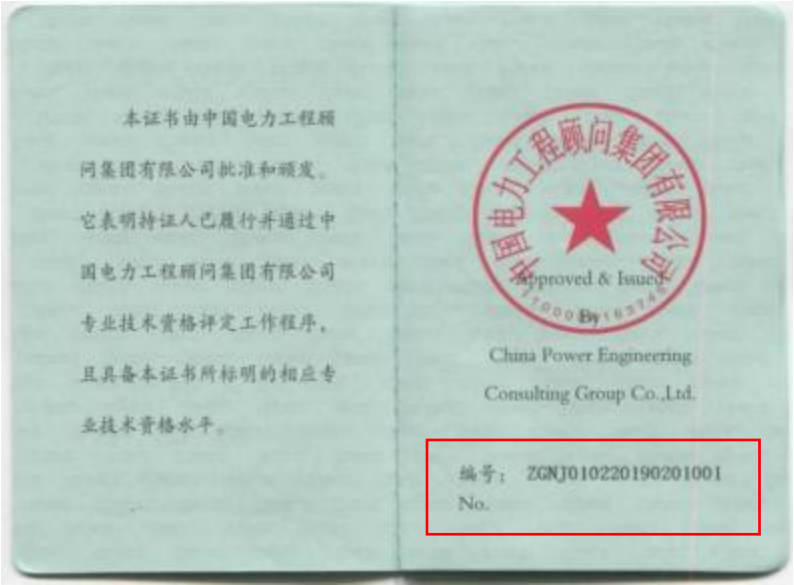 本证书由中国电力工程顾
问集团有限公司批准和颁发。
它表明持证人已履行并通过中
国电力工程顾问集团有限公司
专业技术资格评定工作程序，
且具备本证书所标明的相应专
业技术资格水平。
中国电力工程顾问集团有限公司
Approved & Issued
By
China Power Engineering
Consulting Group Co.,Ltd.
编号： ZGNJ010220190201001
No.